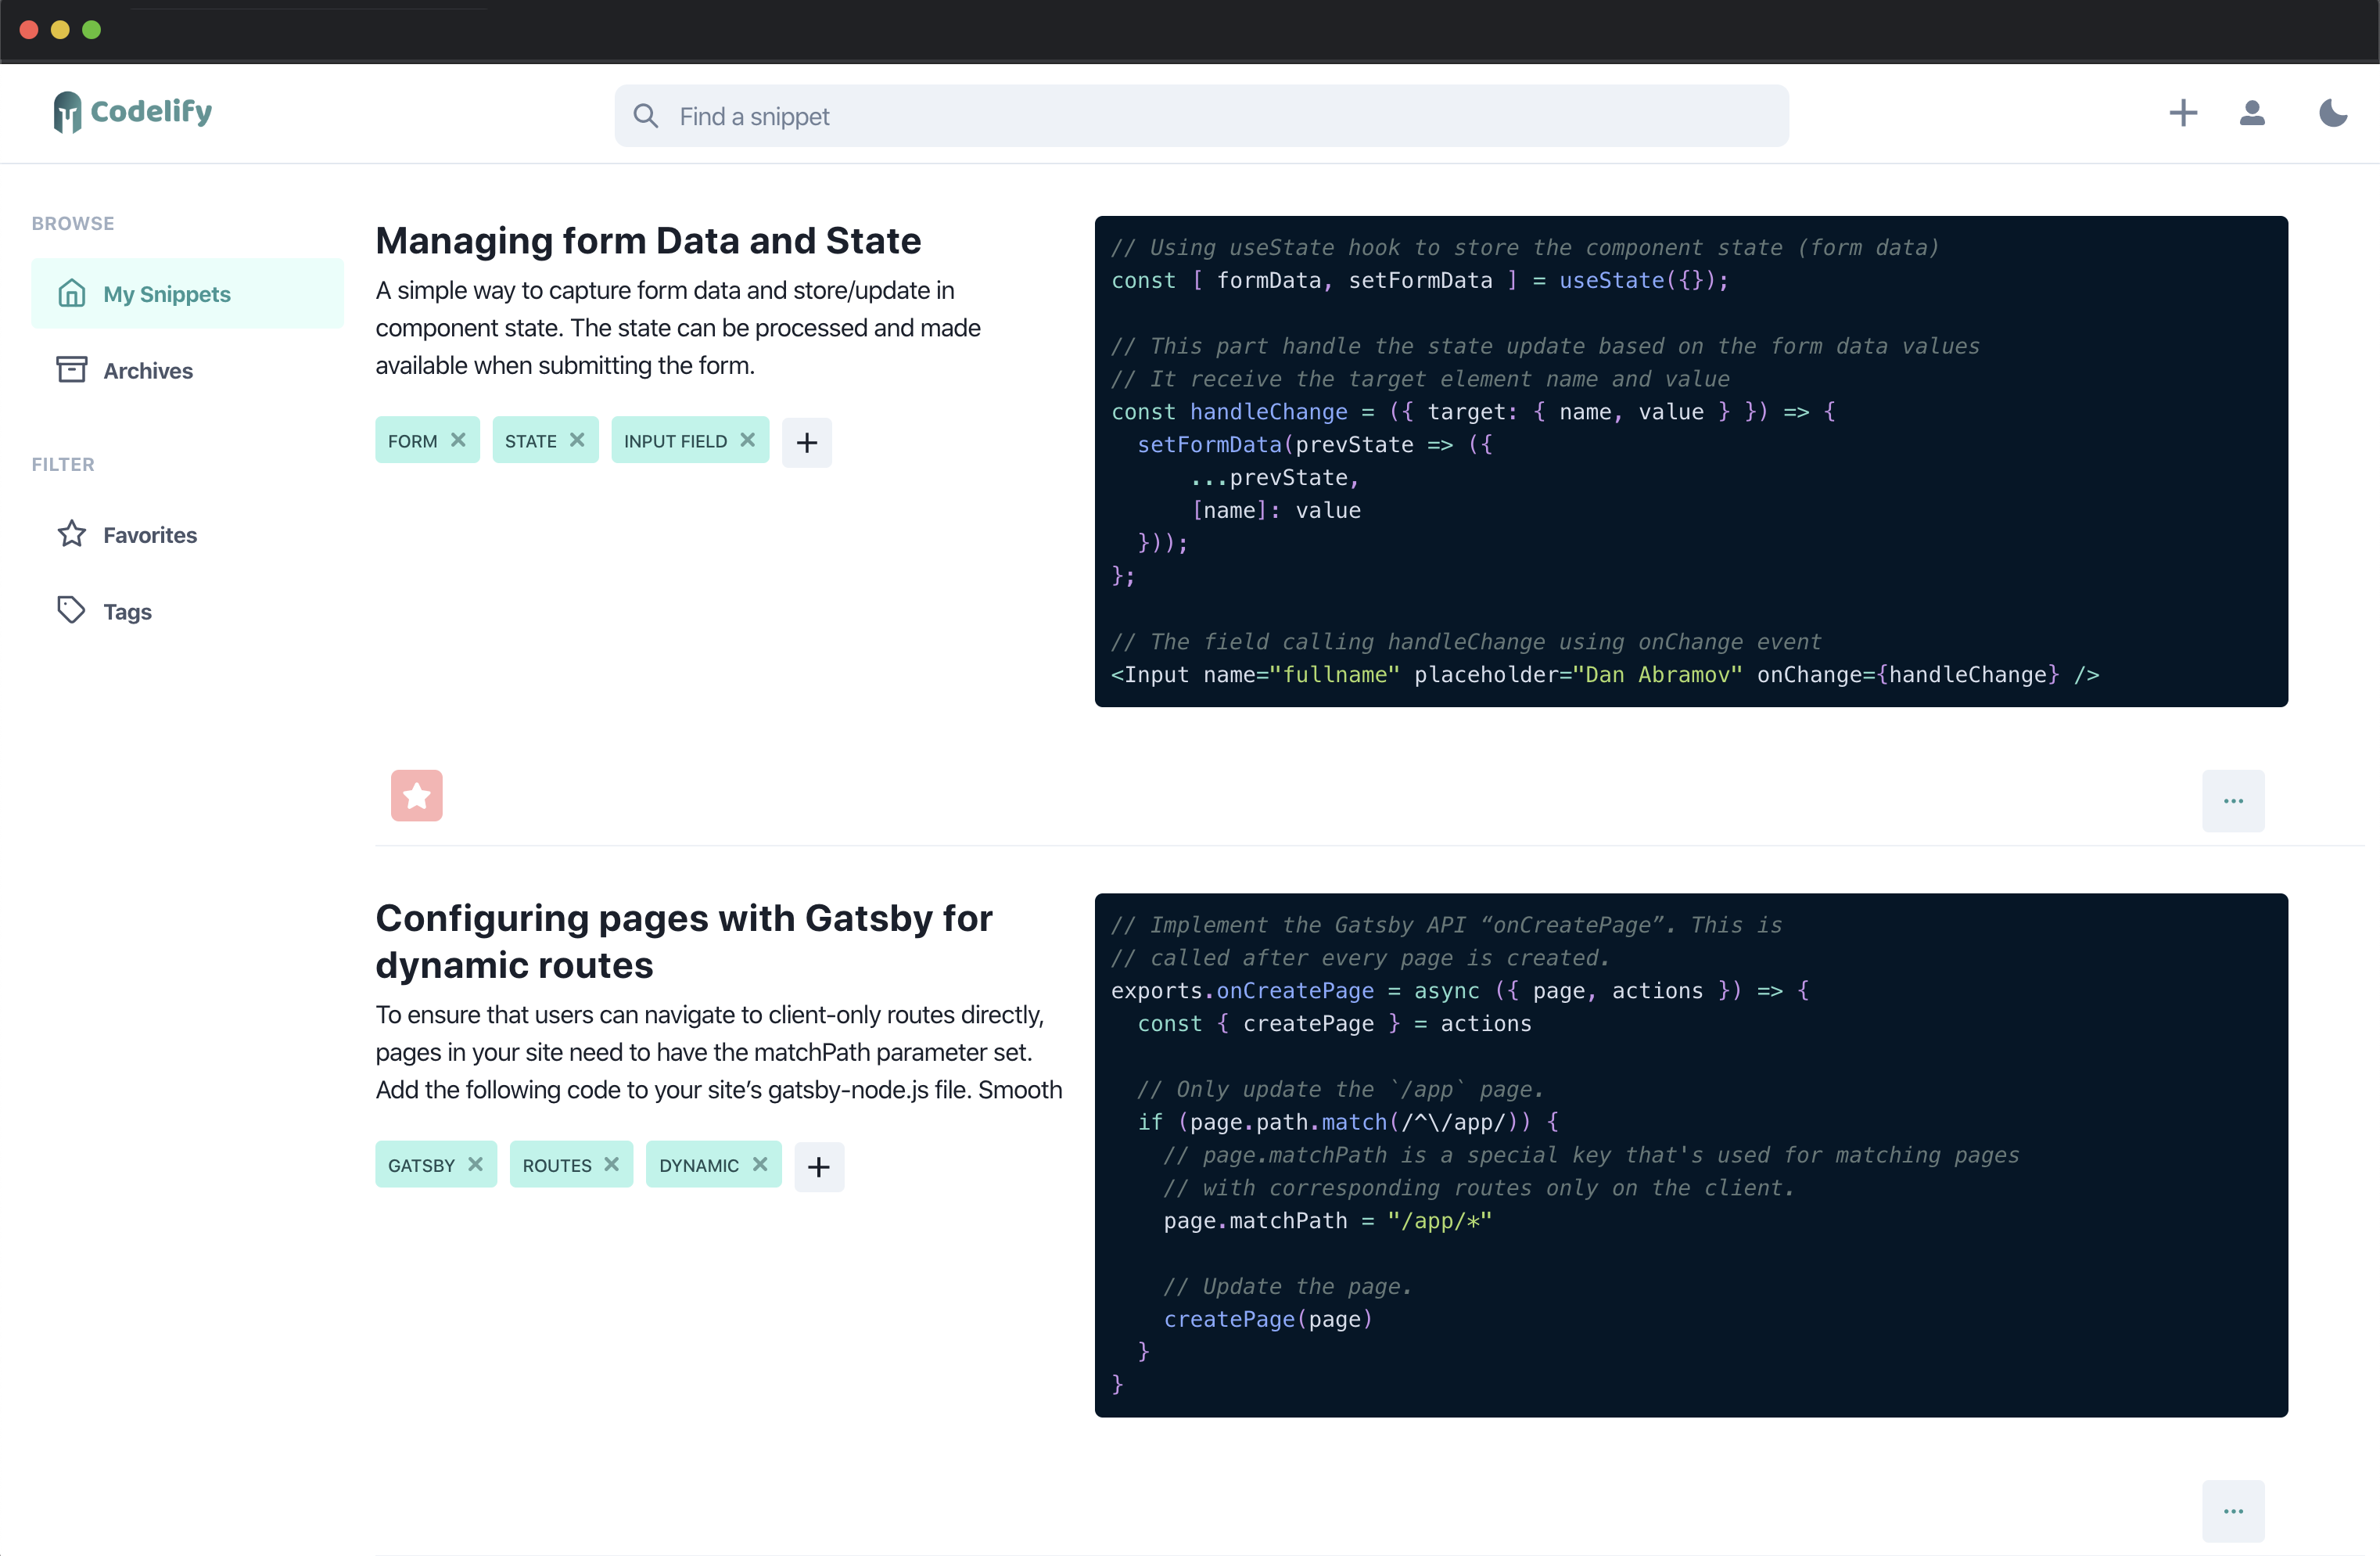 Codelify
Find a snippet
BROWSE
My Snippets
Archives
FILTER
Favorites
Tags
Managing form Data and State
A simple way to capture form data and store/update in
component state. The state can be processed and made
available when submitting the form.
FORM
STATE
INPUT FIELD
// Using useState hook to store the component state (form data)
const [ formData, setFormData ] = useState({});
// This part handle the state update based on the form data values
// It receive the target element name and value
const handleChange = ({ target: { name, value } }) => {
  setFormData(prevState => ({
      ...prevState,
      [name]: value
  }));
};
// The field calling handleChange using onChange event
<Input name="fullname" placeholder="Dan Abramov" onChange={handleChange} />
Configuring pages with Gatsby for
dynamic routes
To ensure that users can navigate to client-only routes directly,
pages in your site need to have the matchPath parameter set.
Add the following code to your site’s gatsby-node.js file. Smooth
GATSBY
ROUTES
DYNAMIC
// Implement the Gatsby API “onCreatePage”. This is
// called after every page is created.
exports.onCreatePage = async ({ page, actions }) => {
  const { createPage } = actions
  // Only update the `/app` page.
  if (page.path.match(/^\/app/)) {
    // page.matchPath is a special key that's used for matching pages
    // with corresponding routes only on the client.
    page.matchPath = "/app/*"
    // Update the page.
    createPage(page)
  }
}